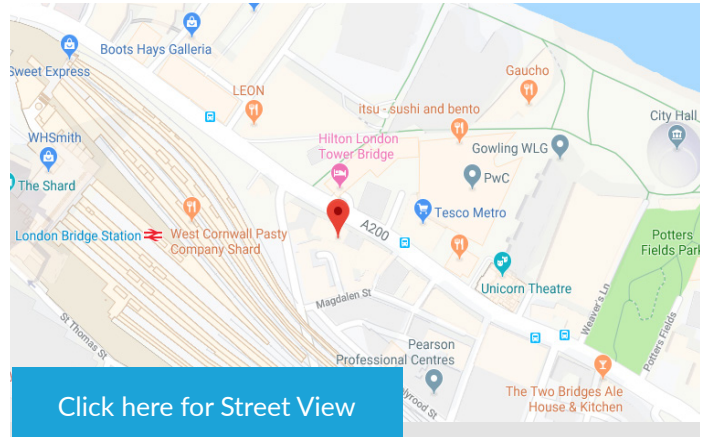 Boots Hays Galleria
Sweet Express
Gaucho
LEON
itsu - sushi and bento
City Hall
WHSmith
Hilton London
Tower Bridge
Gowling WLG
The Shard
PwC
Tesco Metro
London Bridge Station
West Cornwall Pasty
Company Shard
A200
Potters
Fields Park
Unicorn Theatre
Magdalen St
Weaver's Ln
St Thomas St
Potters Fields
Pearson
Professional Centres
The Two Bridges Ale
House & Kitchen
Click here for Street View